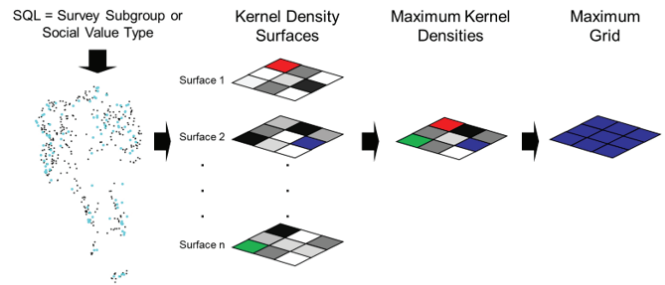 SQL = Survey Subgroup or
Social Value Type
Kernel Density
Surfaces
Maximum Kernel
Densities
Maximum
Grid
Surface 1
Surface 2
Surface n